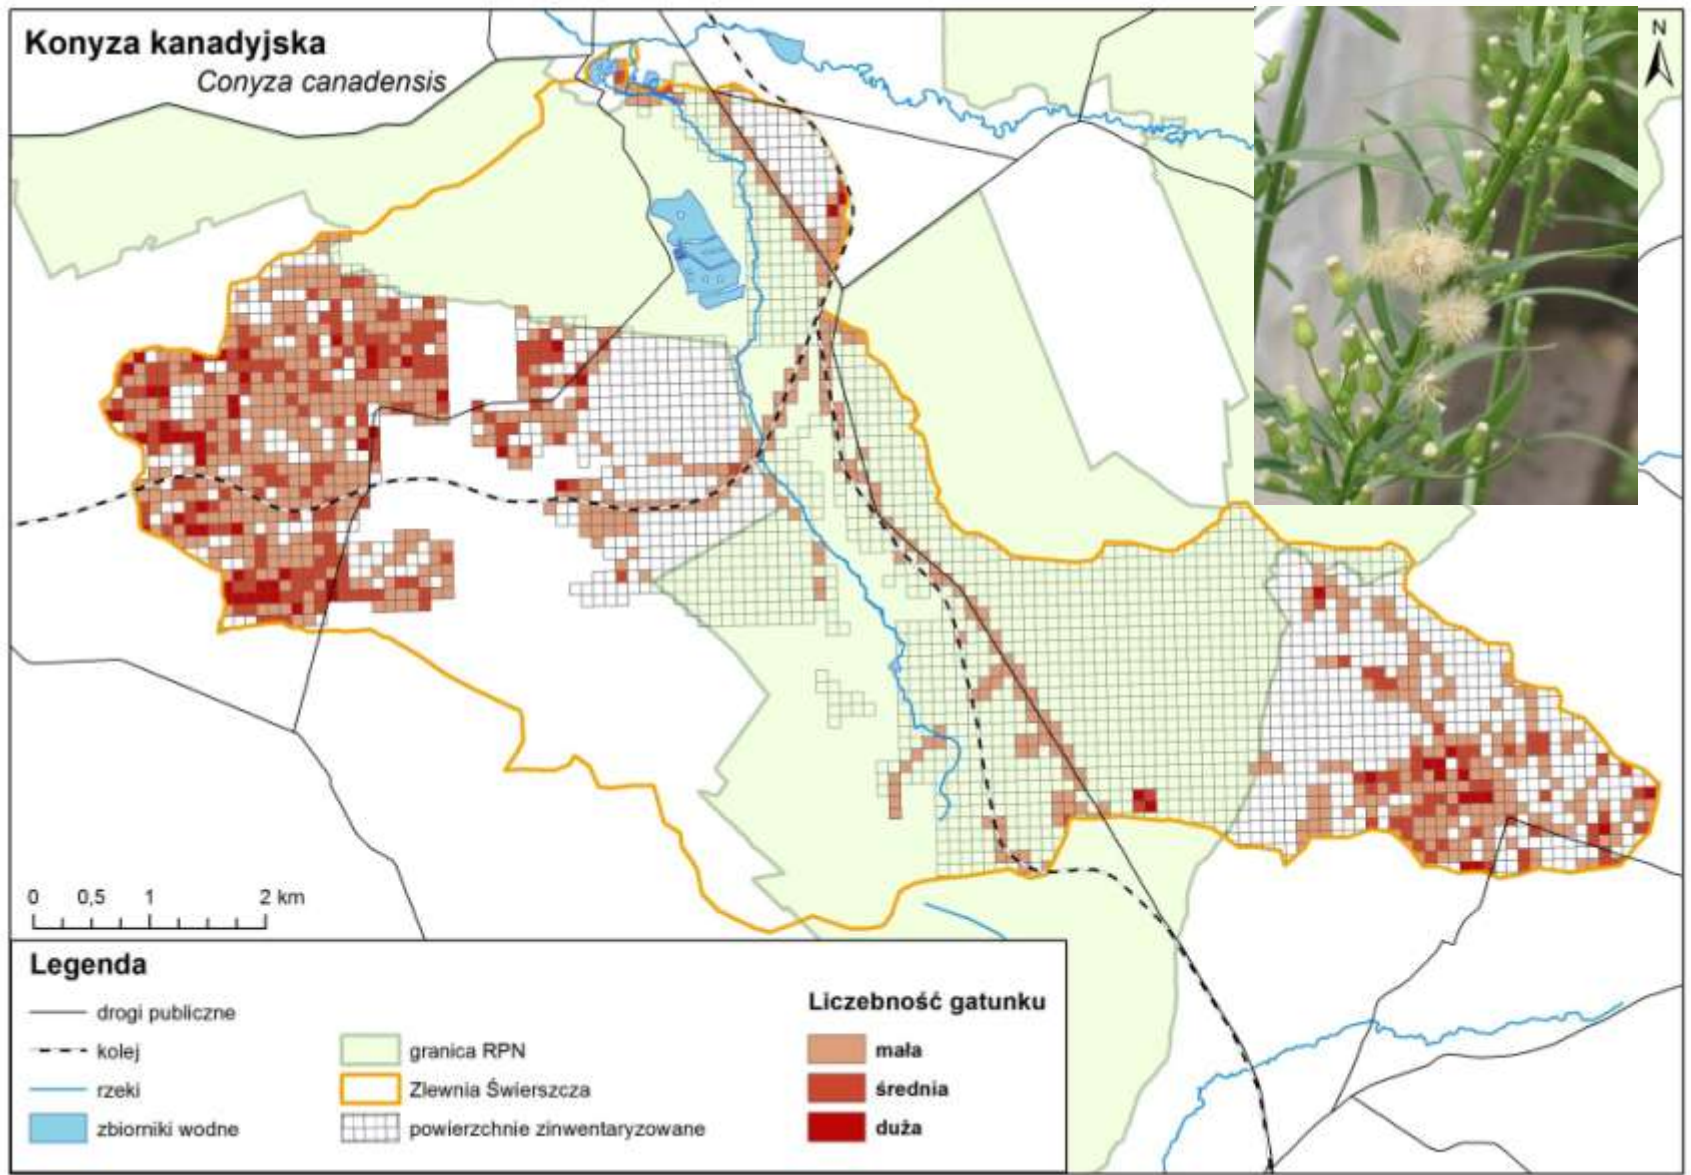 Konyza kanadyjska
Conyza canadensis
N
0 0,5 1 2 km
Legenda
drogi publiczne
kolej
rzeki
zbiorniki wodne
granica RPN
Zlewnia Świerszcza
powierzchnie zinwentaryzowane
Liczebność gatunku
mała
średnia
duża